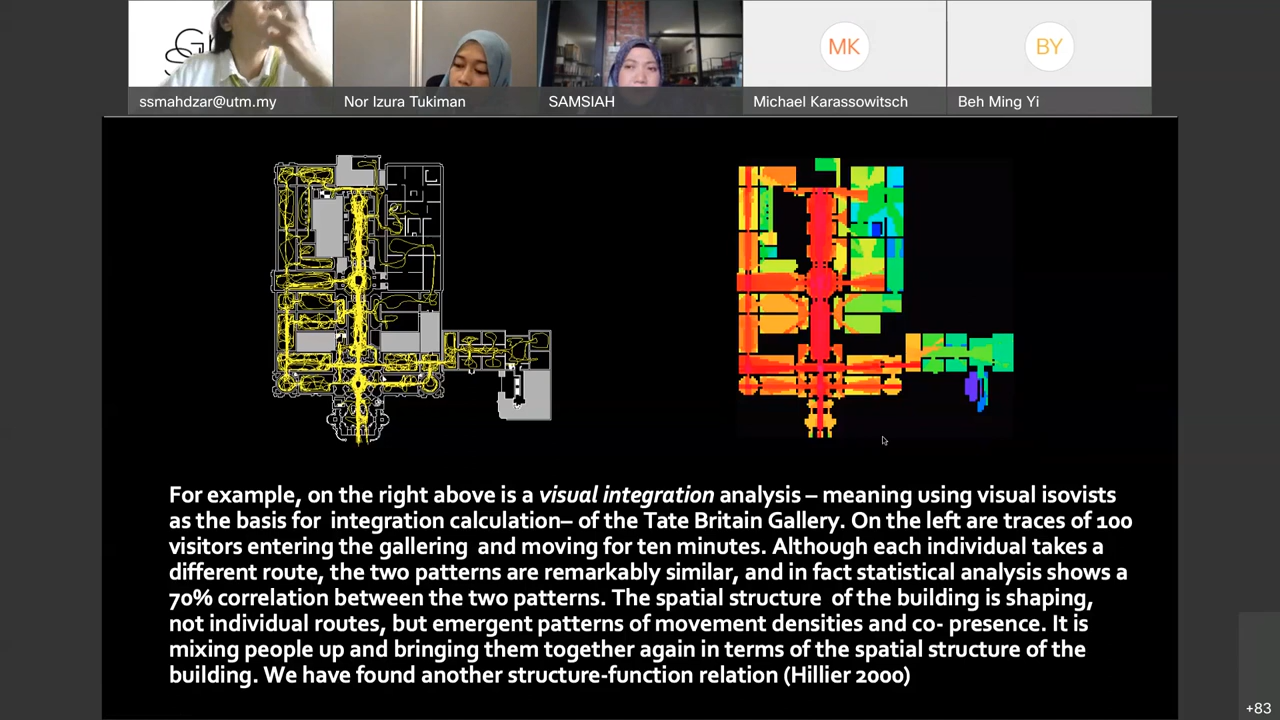 ssmahdzar@utm.my
Nor Izura Tukiman
SAMSIAH
MK
Michael Karassowitsch
BY
Beh Ming Yi
For example, on the right above is a visual integration analysis – meaning using visual isovists
as the basis for integration calculation– of the Tate Britain Gallery. On the left are traces of 100
visitors entering the gallering and moving for ten minutes. Although each individual takes a
different route, the two patterns are remarkably similar, and in fact statistical analysis shows a
70% correlation between the two patterns. The spatial structure of the building is shaping,
not individual routes, but emergent patterns of movement densities and co- presence. It is
mixing people up and bringing them together again in terms of the spatial structure of the
building. We have found another structure-function relation (Hillier 2000)
+83